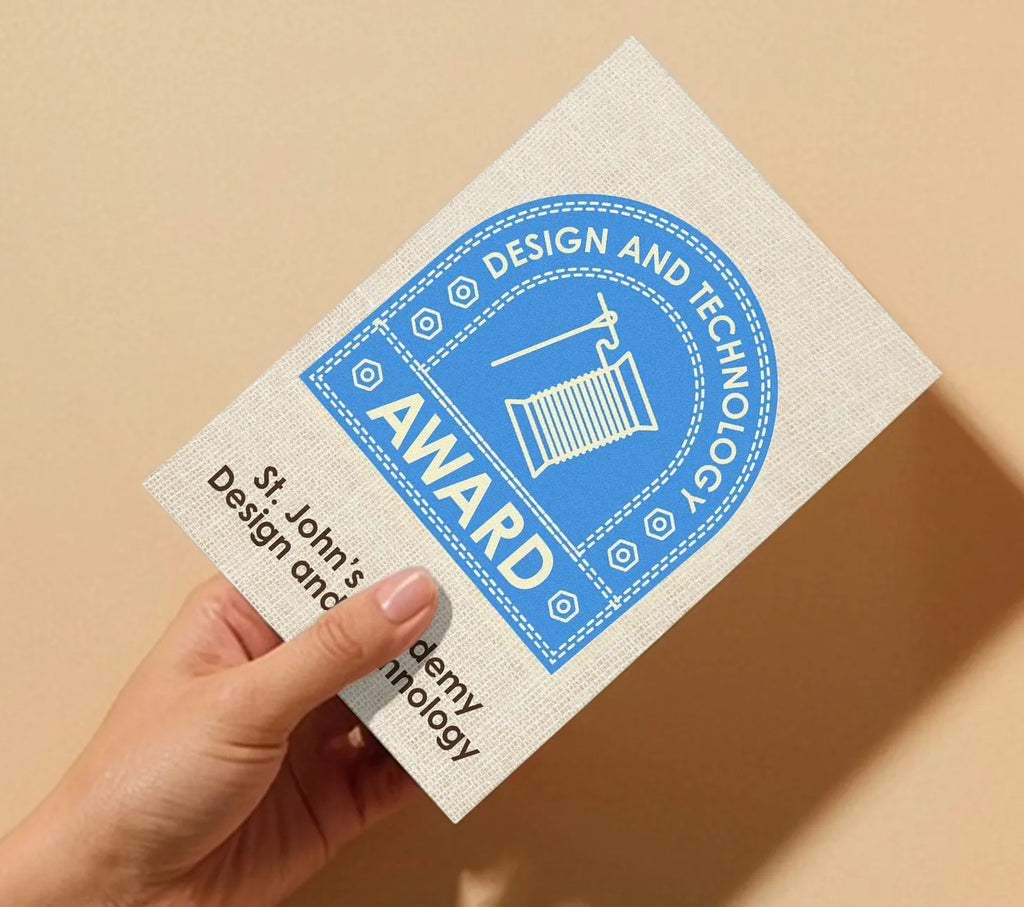 DESIGN AND TECHNOLOGY
AWARD
St. John's
Design and